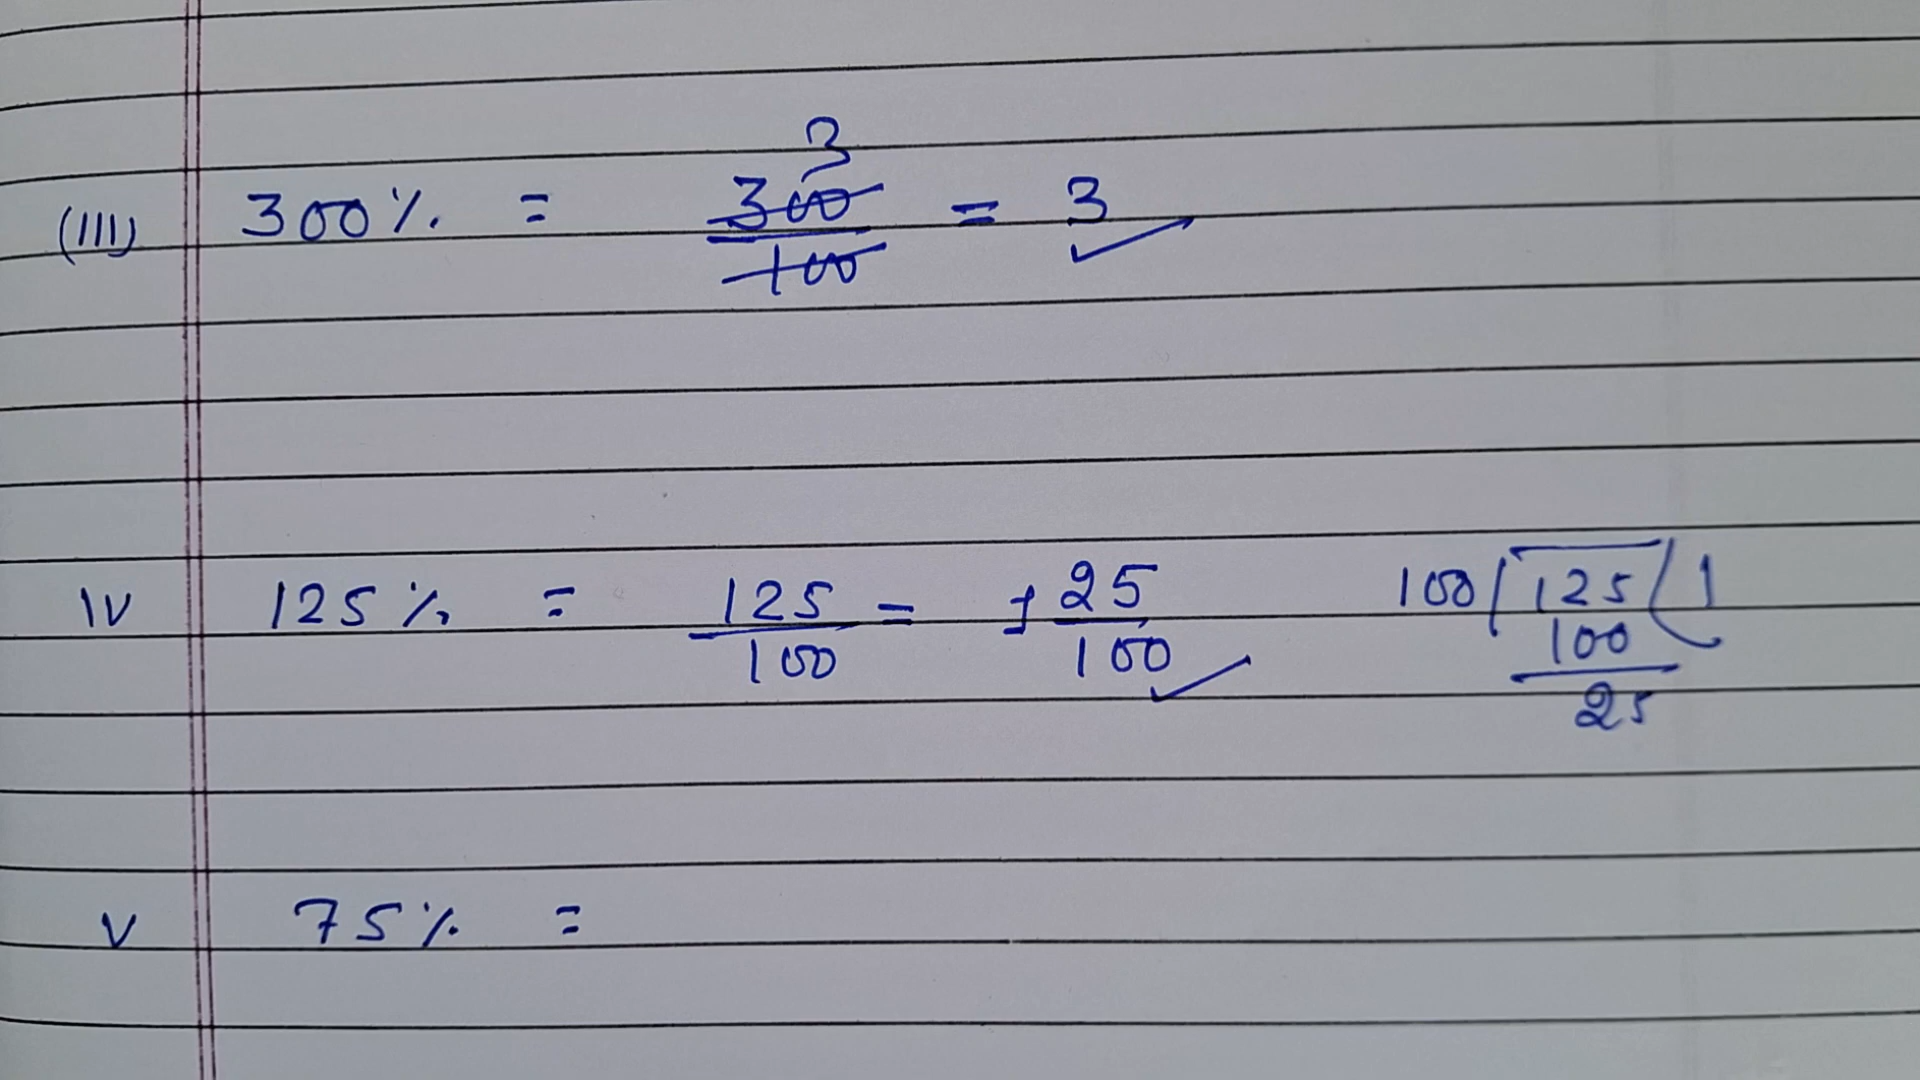 (III) 300% = 3 300/100 = 3 ✓
IV 125% = 125/100 = 1 25/100 ✓ 100)125(1
100
25
V 75% =